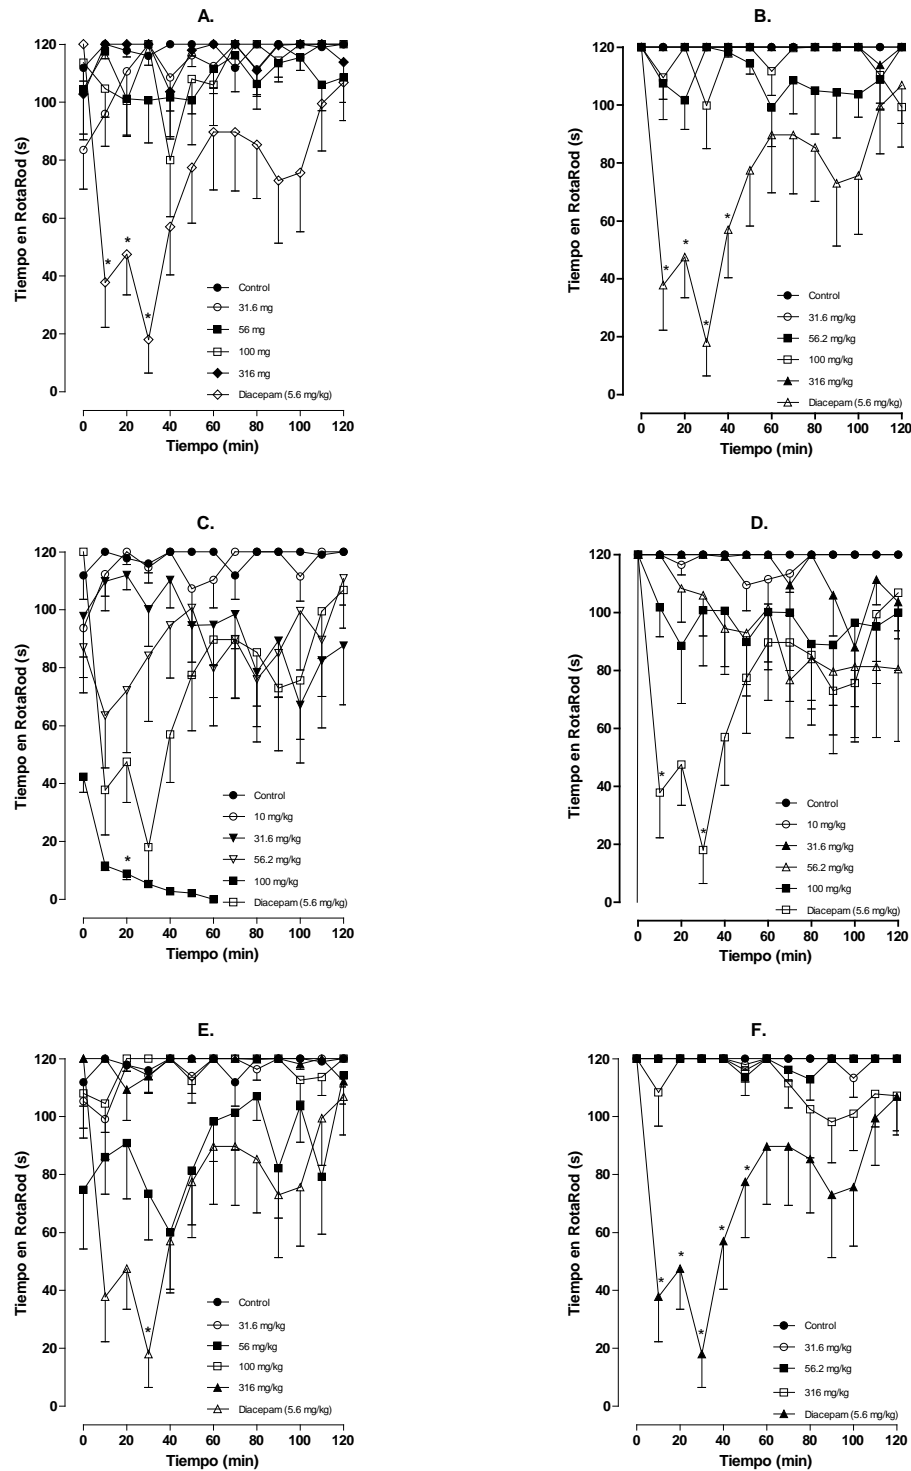 A.
Tiempo en RotaRod (s)
120
100
80
60
40
20
0
*
*
*
Control
31.6 mg
56 mg
100 mg
316 mg
Diacepam (5.6 mg/kg)
0 20 40 60 80 100 120
Tiempo (min)
B.
Tiempo en RotaRod (s)
120
100
80
60
40
20
0
*
*
*
*
Control
31.6 mg/kg
56.2 mg/kg
100 mg/kg
316 mg/kg
Diacepam (5.6 mg/kg)
0 20 40 60 80 100 120
Tiempo (min)
C.
Tiempo en RotaRod (s)
120
100
80
60
40
20
0
*
Control
10 mg/kg
31.6 mg/kg
56.2 mg/kg
100 mg/kg
Diacepam (5.6 mg/kg)
0 20 40 60 80 100 120
Tiempo (min)
D.
Tiempo en RotaRod (s)
120
100
80
60
40
20
0
*
*
Control
10 mg/kg
31.6 mg/kg
56.2 mg/kg
100 mg/kg
Diacepam (5.6 mg/kg)
0 20 40 60 80 100 120
Tiempo (min)
E.
Tiempo en RotaRod (s)
120
100
80
60
40
20
0
*
Control
31.6 mg/kg
56 mg/kg
100 mg/kg
316 mg/kg
Diacepam (5.6 mg/kg)
0 20 40 60 80 100 120
Tiempo (min)
F.
Tiempo en RotaRod (s)
120
100
80
60
40
20
0
*
*
*
*
*
Control
31.6 mg/kg
56.2 mg/kg
316 mg/kg
Diacepam (5.6 mg/kg)
0 20 40 60 80 100 120
Tiempo (min)